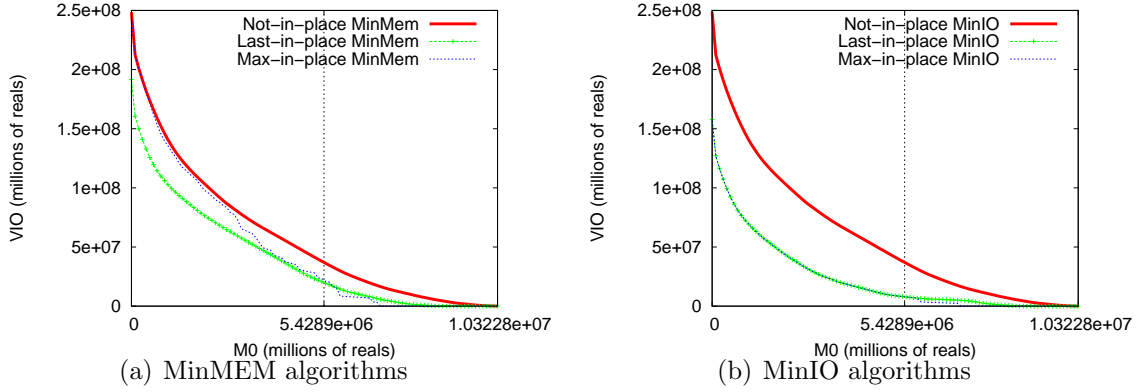 2.5e+08
2e+08
1.5e+08
1e+08
5e+07
0
VIO (millions of reals)
Not-in-place MinMem
Last-in-place MinMem
Max-in-place MinMem
0 5.4289e+06 1.03228e+07
M0 (millions of reals)
(a) MinMEM algorithms
2.5e+08
2e+08
1.5e+08
1e+08
5e+07
0
VIO (millions of reals)
Not-in-place MinIO
Last-in-place MinIO
Max-in-place MinIO
0 5.4289e+06 1.03228e+07
M0 (millions of reals)
(b) MinIO algorithms